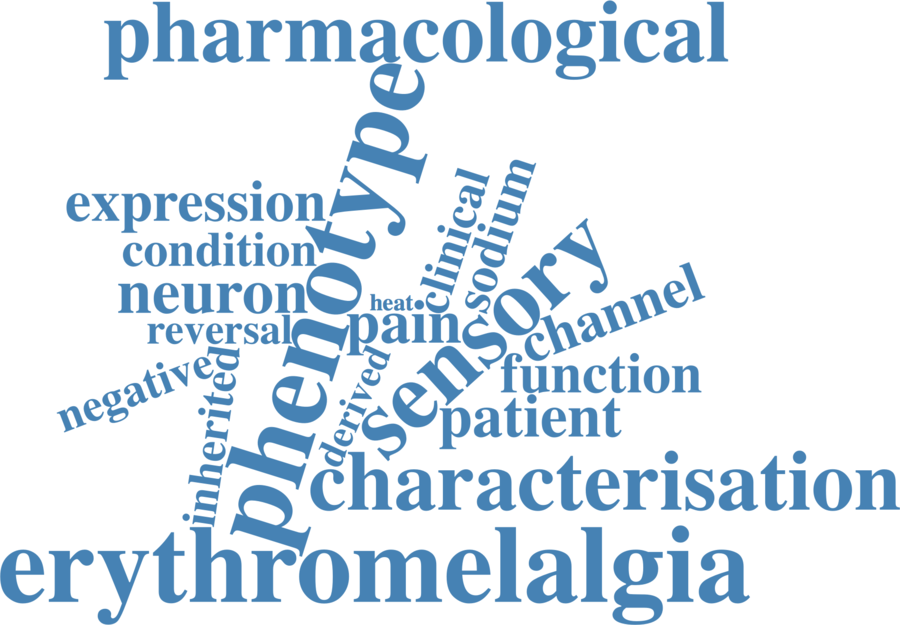 pharmacological
phenotype
expression
clinical
sodium
condition
sensory
neuron
heat
channel
reversal
pain
negative
inherited
derived
function
patient
characterisation
erythromelalgia